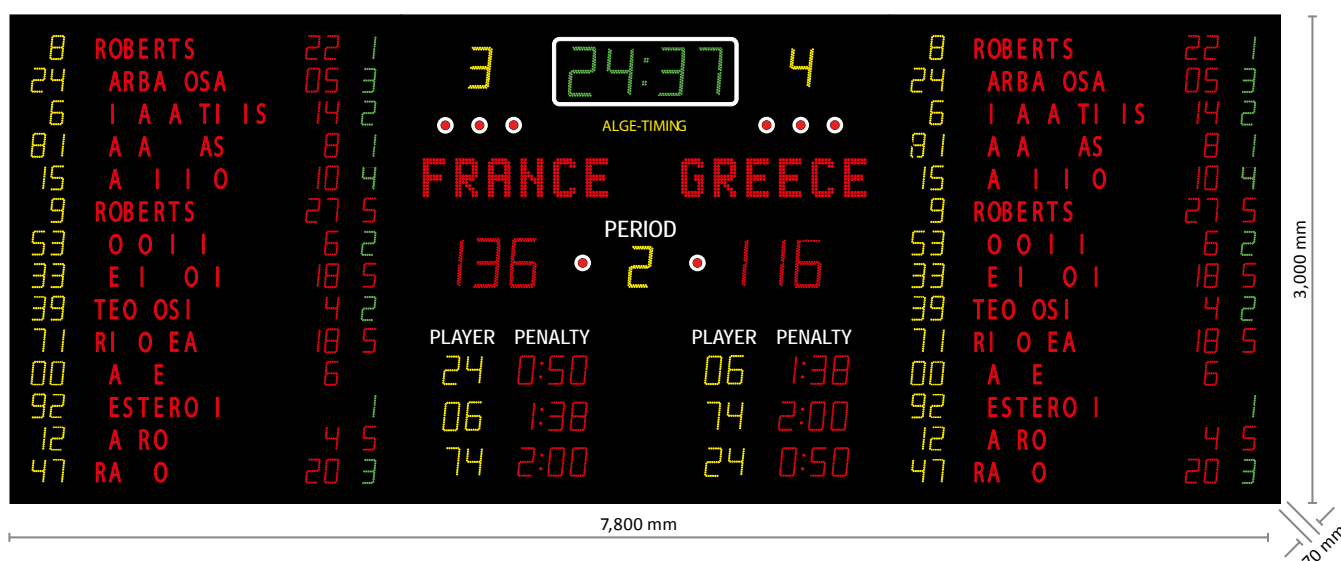 8 ROBERTS 22 1
24 ARBA OSA 05 3
6 I A A TI IS 14 2
81 A A AS 8 1
15 A I I O 10 4
9 ROBERTS 27 5
53 O O I I 6 2
33 E I O I 18 5
39 TEO OSI 4 2
71 RI O EA 18 5
00 A E 6
92 ESTERO I 1
12 A RO 4 5
47 RA O 20 3
3 24:37 4
ALGE-TIMING
FRANCE GREECE
PERIOD
136 2 116
PLAYER PENALTY PLAYER PENALTY
24 0:50 06 1:38
06 1:38 74 2:00
74 2:00 24 0:50
8 ROBERTS 22 1
24 ARBA OSA 05 3
6 I A A TI IS 14 2
81 A A AS 8 1
15 A I I O 10 4
9 ROBERTS 27 5
53 O O I I 6 2
33 E I O I 18 5
39 TEO OSI 4 2
71 RI O EA 18 5
00 A E 6
92 ESTERO I 1
12 A RO 4 5
47 RA O 20 3
3,000 mm
7,800 mm
70 mm